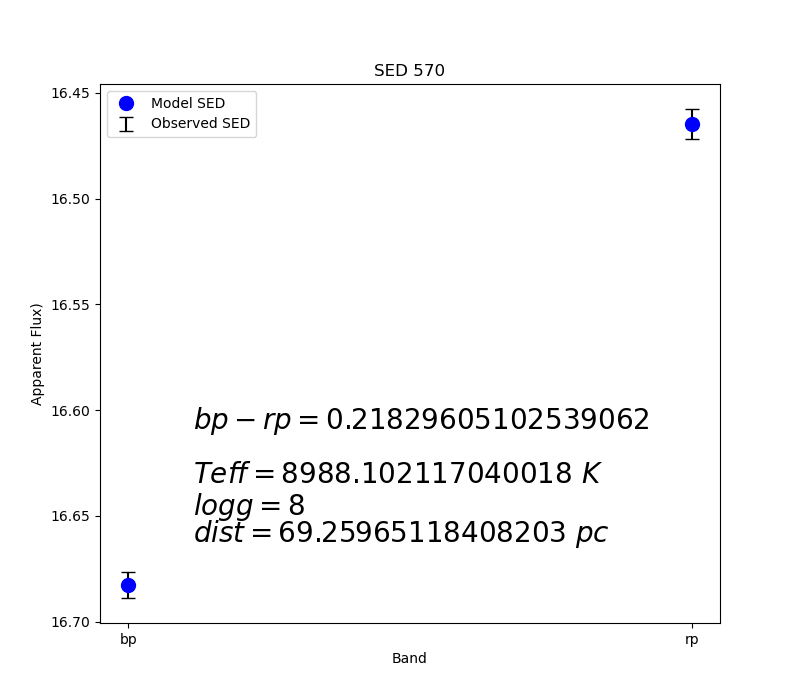 SED 570
Model SED
Observed SED
16.45
16.50
16.55
16.60
16.65
16.70
Apparent Flux)
bp − rp = 0.21829605102539062
Teff = 8988.102117040018 K
logg = 8
dist = 69.25965118408203 pc
bp
rp
Band